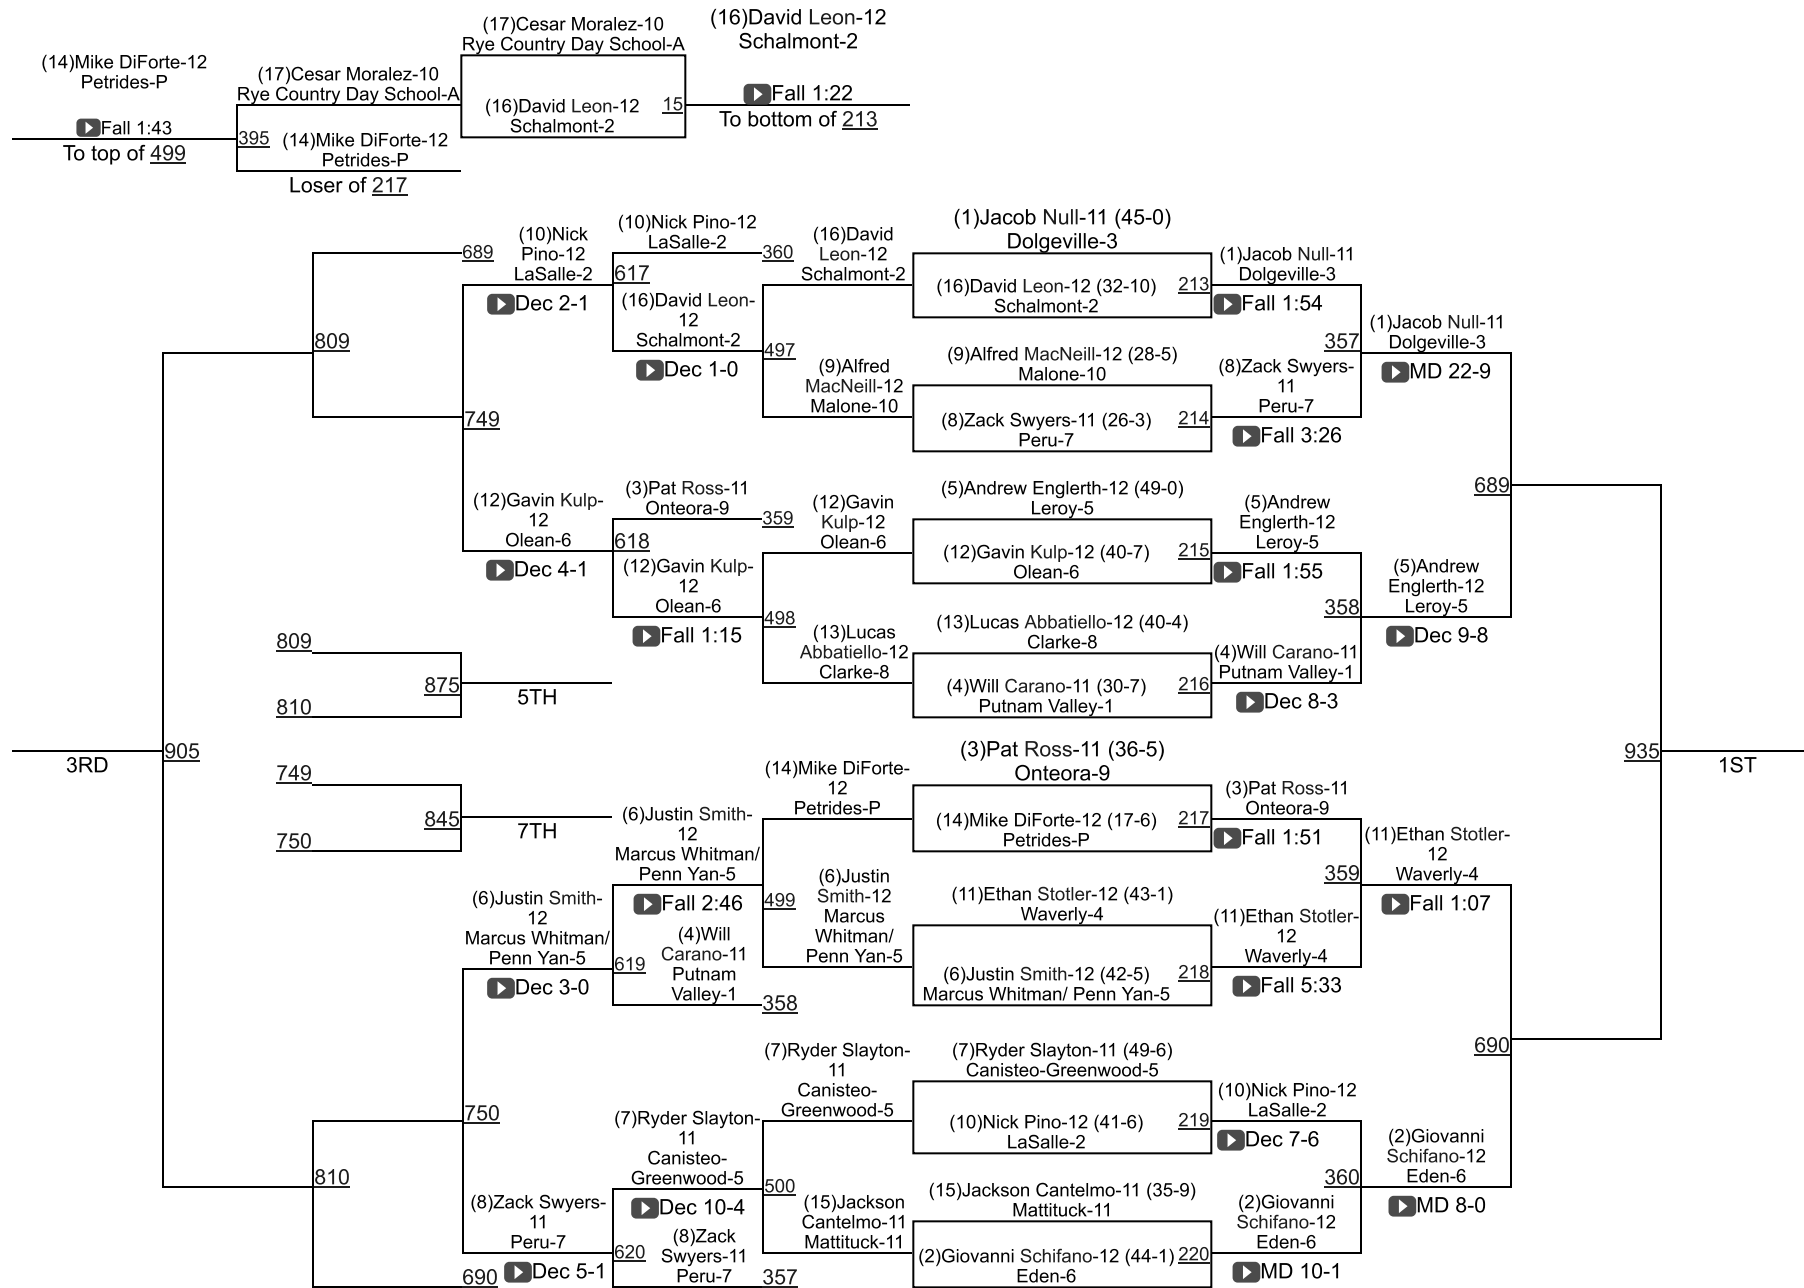 (17)Cesar Moralez-10
Rye Country Day School-A
(16)David Leon-12
Schalmont-2
(14)Mike DiForte-12
Petrides-P
(17)Cesar Moralez-10
Rye Country Day School-A
(16)David Leon-12
Schalmont-2
15
Fall 1:22
To bottom of 213
Fall 1:43
To top of 499
395
(14)Mike DiForte-12
Petrides-P
Loser of 217
689
(10)Nick
Pino-12
LaSalle-2
Dec 2-1
(10)Nick Pino-12
LaSalle-2
360
617
(16)David Leon-
12
Schalmont-2
Dec 1-0
(16)David
Leon-12
Schalmont-2
497
(9)Alfred
MacNeill-12
Malone-10
(1)Jacob Null-11 (45-0)
Dolgeville-3
(16)David Leon-12 (32-10)
Schalmont-2
213
(1)Jacob Null-11
Dolgeville-3
Fall 1:54
(9)Alfred MacNeill-12 (28-5)
Malone-10
(8)Zack Swyers-11 (26-3)
Peru-7
214
(8)Zack Swyers-
11
Peru-7
Fall 3:26
357
(1)Jacob Null-11
Dolgeville-3
MD 22-9
809
749
(12)Gavin Kulp-
12
Olean-6
Dec 4-1
(3)Pat Ross-11
Onteora-9
359
618
(12)Gavin Kulp-
12
Olean-6
Fall 1:15
(12)Gavin
Kulp-12
Olean-6
498
(13)Lucas
Abbatiello-12
Clarke-8
(5)Andrew Englerth-12 (49-0)
Leroy-5
(12)Gavin Kulp-12 (40-7)
Olean-6
215
(5)Andrew
Englerth-12
Leroy-5
Fall 1:55
(13)Lucas Abbatiello-12 (40-4)
Clarke-8
(4)Will Carano-11 (30-7)
Putnam Valley-1
216
(4)Will Carano-11
Putnam Valley-1
Dec 8-3
358
(5)Andrew
Englerth-12
Leroy-5
Dec 9-8
689
809
875
810
5TH
905
3RD
749
845
750
7TH
935
1ST
(6)Justin Smith-
12
Marcus Whitman/
Penn Yan-5
Fall 2:46
(14)Mike DiForte-
12
Petrides-P
499
(6)Justin
Smith-12
Marcus
Whitman/
Penn Yan-5
(3)Pat Ross-11 (36-5)
Onteora-9
(14)Mike DiForte-12 (17-6)
Petrides-P
217
(3)Pat Ross-11
Onteora-9
Fall 1:51
(11)Ethan Stotler-12 (43-1)
Waverly-4
(6)Justin Smith-12 (42-5)
Marcus Whitman/ Penn Yan-5
218
(11)Ethan Stotler-
12
Waverly-4
Fall 5:33
359
(11)Ethan Stotler-
12
Waverly-4
Fall 1:07
(6)Justin Smith-
12
Marcus Whitman/
Penn Yan-5
Dec 3-0
619
(4)Will
Carano-11
Putnam
Valley-1
358
690
750
810
(7)Ryder Slayton-
11
Canisteo-
Greenwood-5
Dec 10-4
(7)Ryder Slayton-
11
Canisteo-
Greenwood-5
500
(15)Jackson
Cantelmo-11
Mattituck-11
(7)Ryder Slayton-11 (49-6)
Canisteo-Greenwood-5
(10)Nick Pino-12 (41-6)
LaSalle-2
219
(10)Nick Pino-12
LaSalle-2
Dec 7-6
(15)Jackson Cantelmo-11 (35-9)
Mattituck-11
(2)Giovanni Schifano-12 (44-1)
Eden-6
220
(2)Giovanni
Schifano-12
Eden-6
MD 10-1
360
(2)Giovanni
Schifano-12
Eden-6
MD 8-0
(8)Zack Swyers-
11
Peru-7
Dec 5-1
620
(8)Zack
Swyers-11
Peru-7
357
690